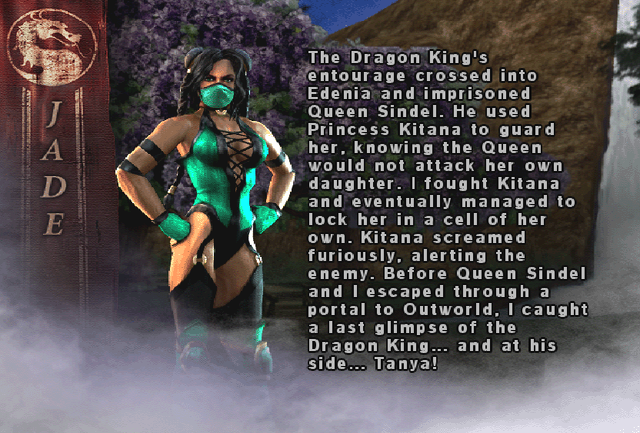 JADE
The Dragon King's
entourage crossed into
Edenia and imprisoned
Queen Sindel. He used
Princess Kitana to guard
her, knowing the Queen
would not attack her own
daughter. I fought Kitana
and eventually managed to
lock her in a cell of her
own. Kitana screamed
furiously, alerting the
enemy. Before Queen Sindel
and I escaped through a
portal to Outworld, I caught
a last glimpse of the
Dragon King... and at his
side... Tanya!